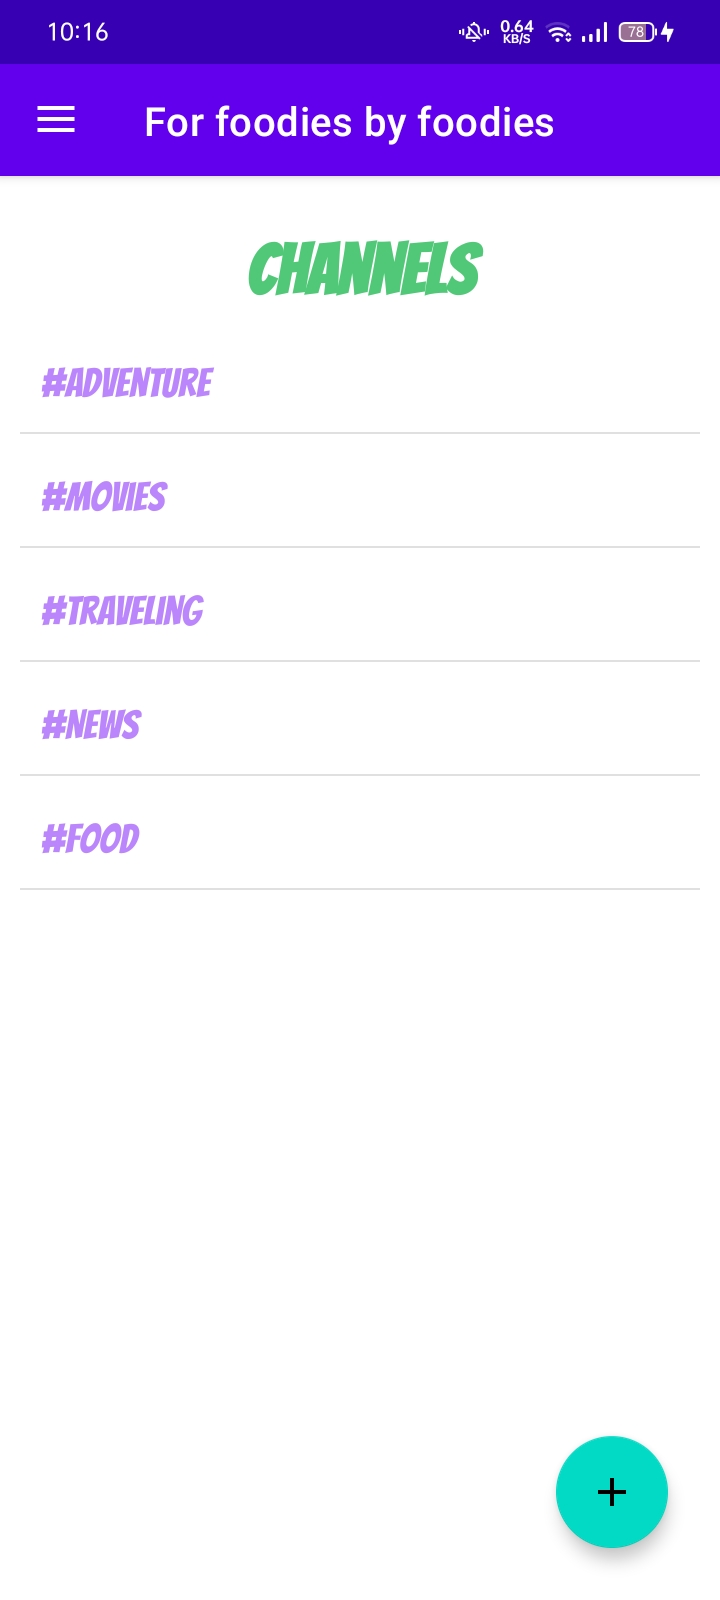 10:16
0.64
KB/S
78
For foodies by foodies
CHANNELS
#ADVENTURE
#MOVIES
#TRAVELING
#NEWS
#FOOD